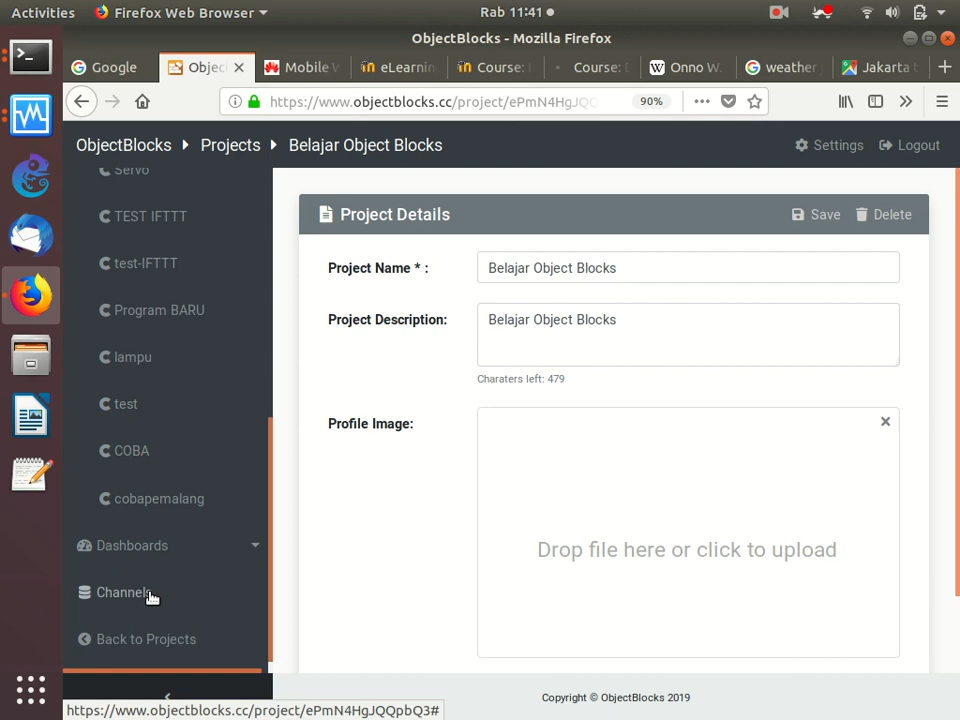 Activities
Firefox Web Browser
Rab 11:41
ObjectBlocks - Mozilla Firefox
Google
Objec
Mobile
eLearnin
Course:
Course:
Onno W.
weather
Jakarta
https://www.objectblocks.cc/project/ePmN4HgJQQ
90%
ObjectBlocks
Projects
Belajar Object Blocks
Settings
Logout
Servo
TEST IFTTT
test-IFTTT
Program BARU
lampu
test
COBA
cobapemalang
Dashboards
Channels
Back to Projects
Project Details
Save
Delete
Project Name * :
Belajar Object Blocks
Project Description:
Belajar Object Blocks
Charaters left: 479
Profile Image:
Drop file here or click to upload
Copyright © ObjectBlocks 2019
https://www.objectblocks.cc/project/ePmN4HgJQQpbQ3#